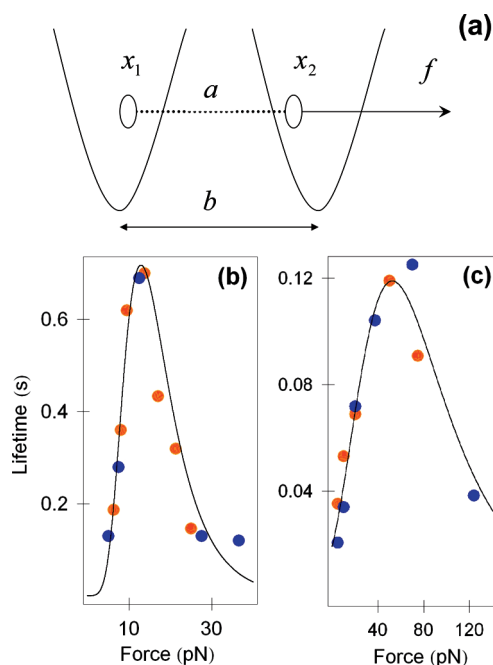 (a)
x₁ x₂ f
a
b
(b) (c)
Lifetime (s)
0.6
0.4
0.2
0.12
0.08
0.04
10 30
40 80 120
Force (pN) Force (pN)